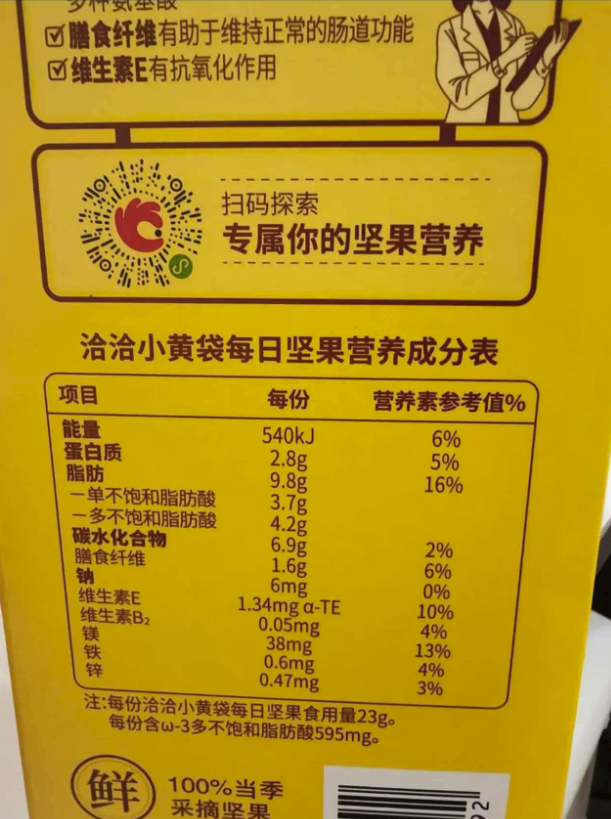 多种氨基酸
膳食纤维有助于维持正常的肠道功能
维生素E有抗氧化作用
扫码探索
专属你的坚果营养
洽洽小黄袋每日坚果营养成分表
项目 每份 营养素参考值%
能量 540kJ 6%
蛋白质 2.8g 5%
脂肪 9.8g 16%
—单不饱和脂肪酸 3.7g
—多不饱和脂肪酸 4.2g
碳水化合物 6.9g 2%
膳食纤维 1.6g 6%
钠 6mg 0%
维生素E 1.34mg α-TE 10%
维生素B₂ 0.05mg 4%
镁 38mg 13%
铁 0.6mg 4%
锌 0.47mg 3%
注:每份洽洽小黄袋每日坚果食用量23g。
每份含ω-3多不饱和脂肪酸595mg。
鲜
100%当季
采摘坚果